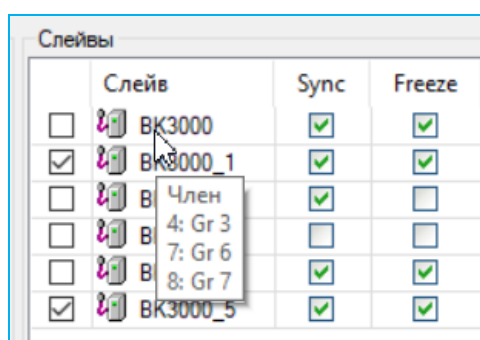 Слейвы
Слейв Sync Freeze
BK3000
BK3000_1
Член
4: Gr 3
7: Gr 6
8: Gr 7
BK3000_5